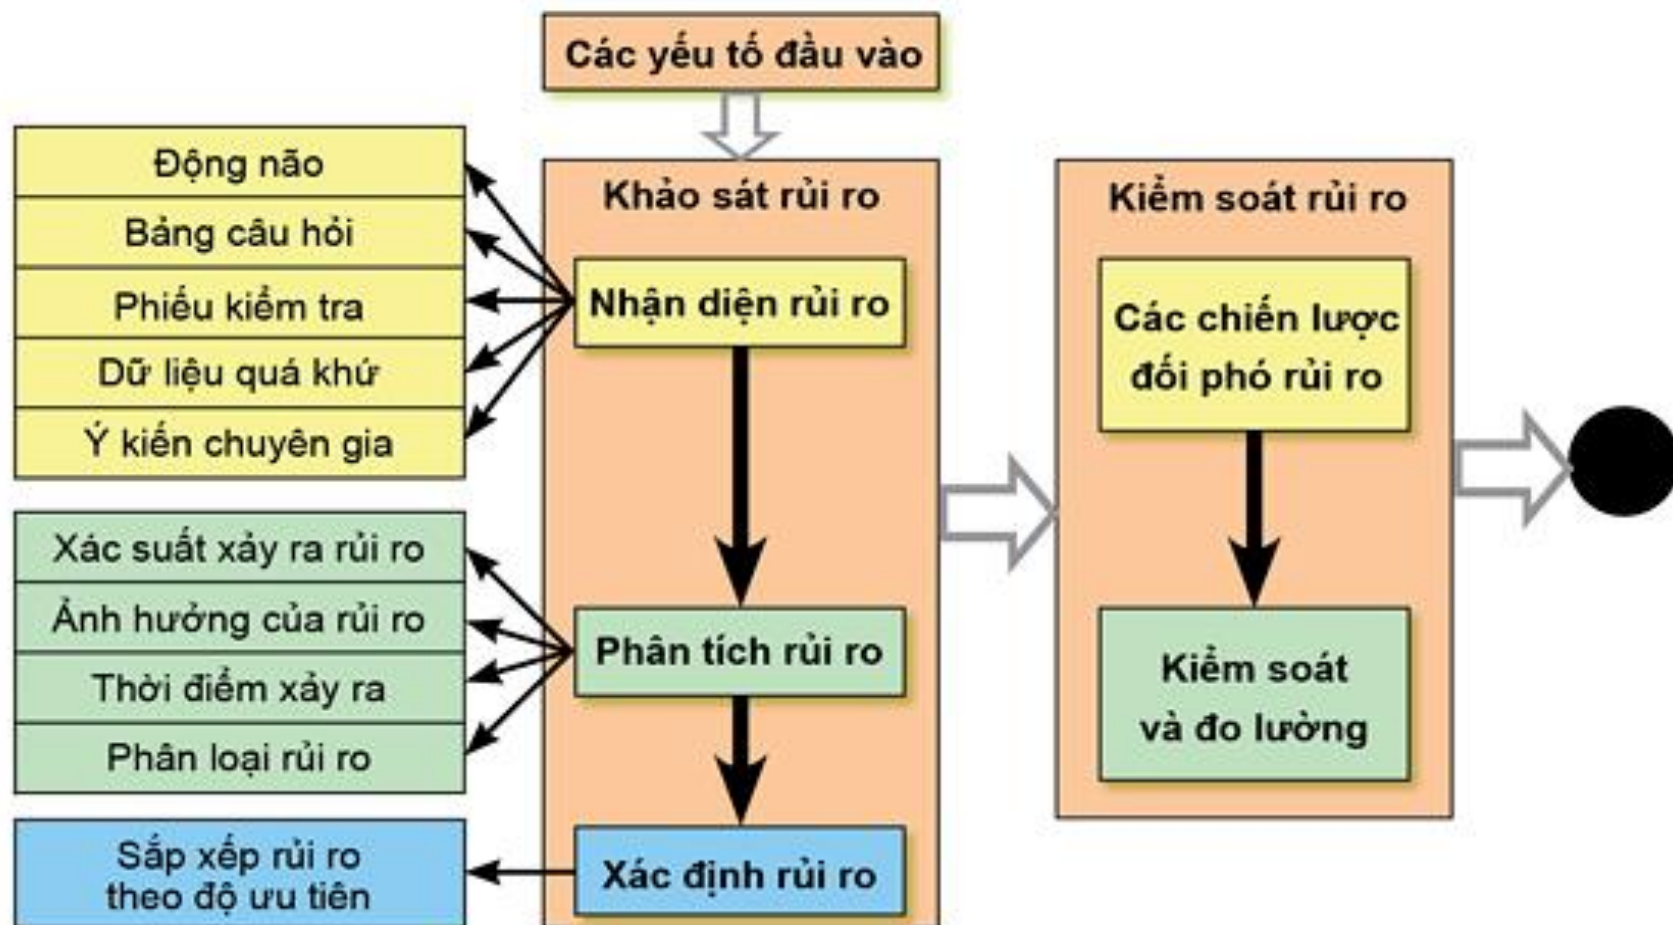 Các yếu tố đầu vào
Động não
Bảng câu hỏi
Phiếu kiểm tra
Dữ liệu quá khứ
Ý kiến chuyên gia
Xác suất xảy ra rủi ro
Ảnh hưởng của rủi ro
Thời điểm xảy ra
Phân loại rủi ro
Sắp xếp rủi ro
theo độ ưu tiên
Khảo sát rủi ro
Nhận diện rủi ro
Phân tích rủi ro
Xác định rủi ro
Kiểm soát rủi ro
Các chiến lược
đối phó rủi ro
Kiểm soát
và đo lường